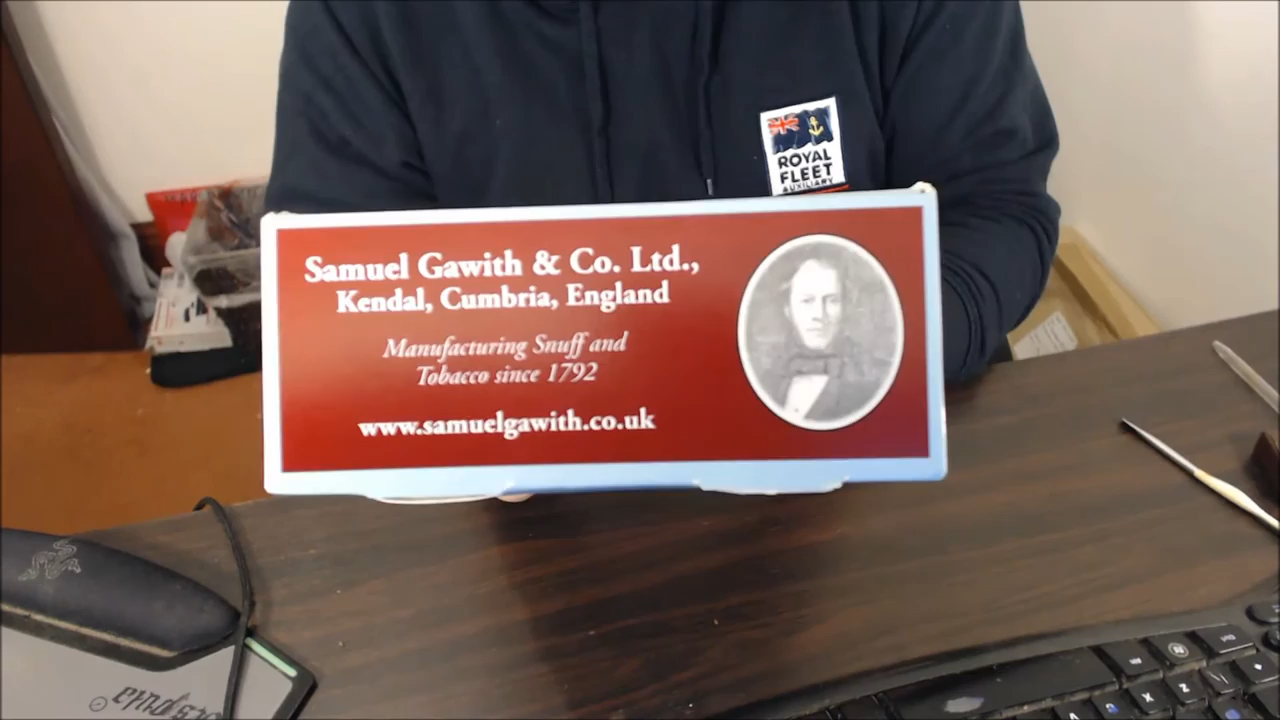 ROYAL
FLEET
AUXILIARY
Samuel Gawith & Co. Ltd.,
Kendal, Cumbria, England
Manufacturing Snuff and
Tobacco since 1792
www.samuelgawith.co.uk